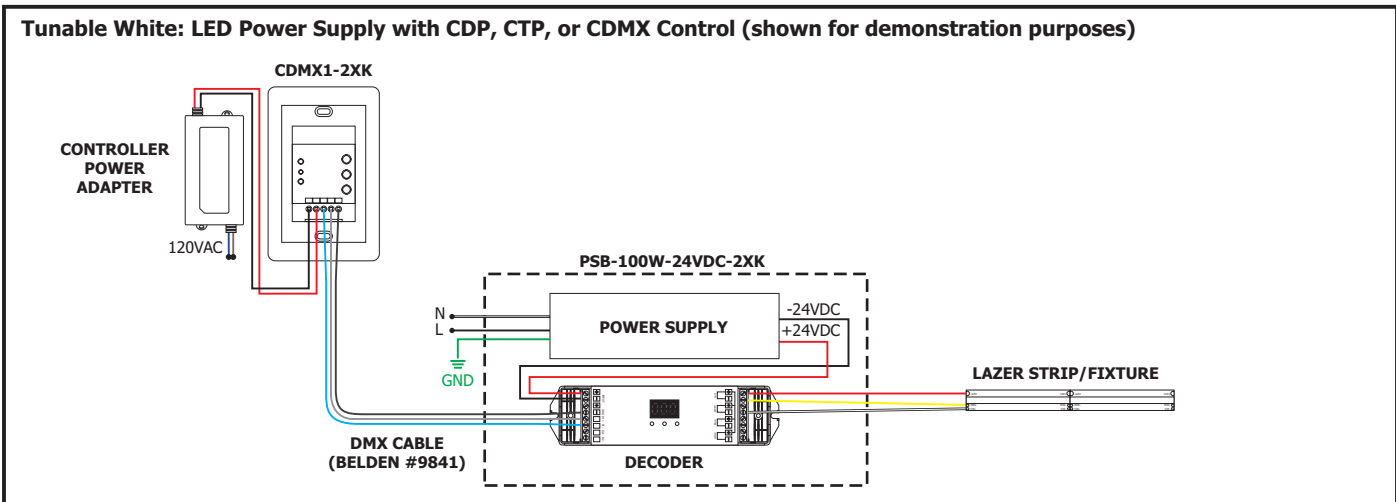 Tunable White: LED Power Supply with CDP, CTP, or CDMX Control (shown for demonstration purposes)
CDMX1-2XK
CONTROLLER
POWER
ADAPTER
120VAC
PSB-100W-24VDC-2XK
N
L
GND
POWER SUPPLY
-24VDC
+24VDC
LAZER STRIP/FIXTURE
DMX CABLE
(BELDEN #9841)
DECODER